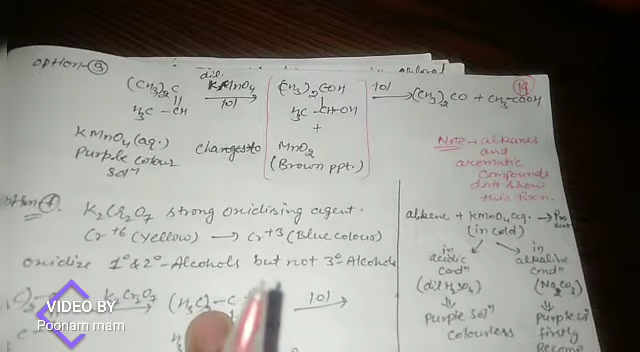 OPTION-③
(CH₃)₂C
||
H₃C-CH
dil.
KMnO₄
[O]
(CH₃)₂COH
|
H₃C-CH-OH
+
MnO₂
(Brown ppt.)
[O]
(CH₃)₂CO + CH₃-COOH
19
KMnO₄(aq.)
Purple colour
solⁿ
changes to
Note → alkanes
and
aromatic
compounds
don't show
this Rxn.
K₂Cr₂O₇ strong oxidising agent.
Cr⁺⁶ (Yellow) → Cr⁺³ (Blue colour)
oxidize 1° & 2°-Alcohols but not 3°-Alcohols
K₂Cr₂O₇
(H₃C)₂-C
[O]
alkene + KMnO₄ aq. → Pro
duct
(in cold)
in
acidic
condⁿ
(dil H₂SO₄)
⇓
purple solⁿ
colourless
in
alkaline
condⁿ
(Na₂CO₃)
⇓
purple
firstly
become
VIDEO BY
Poonam mam